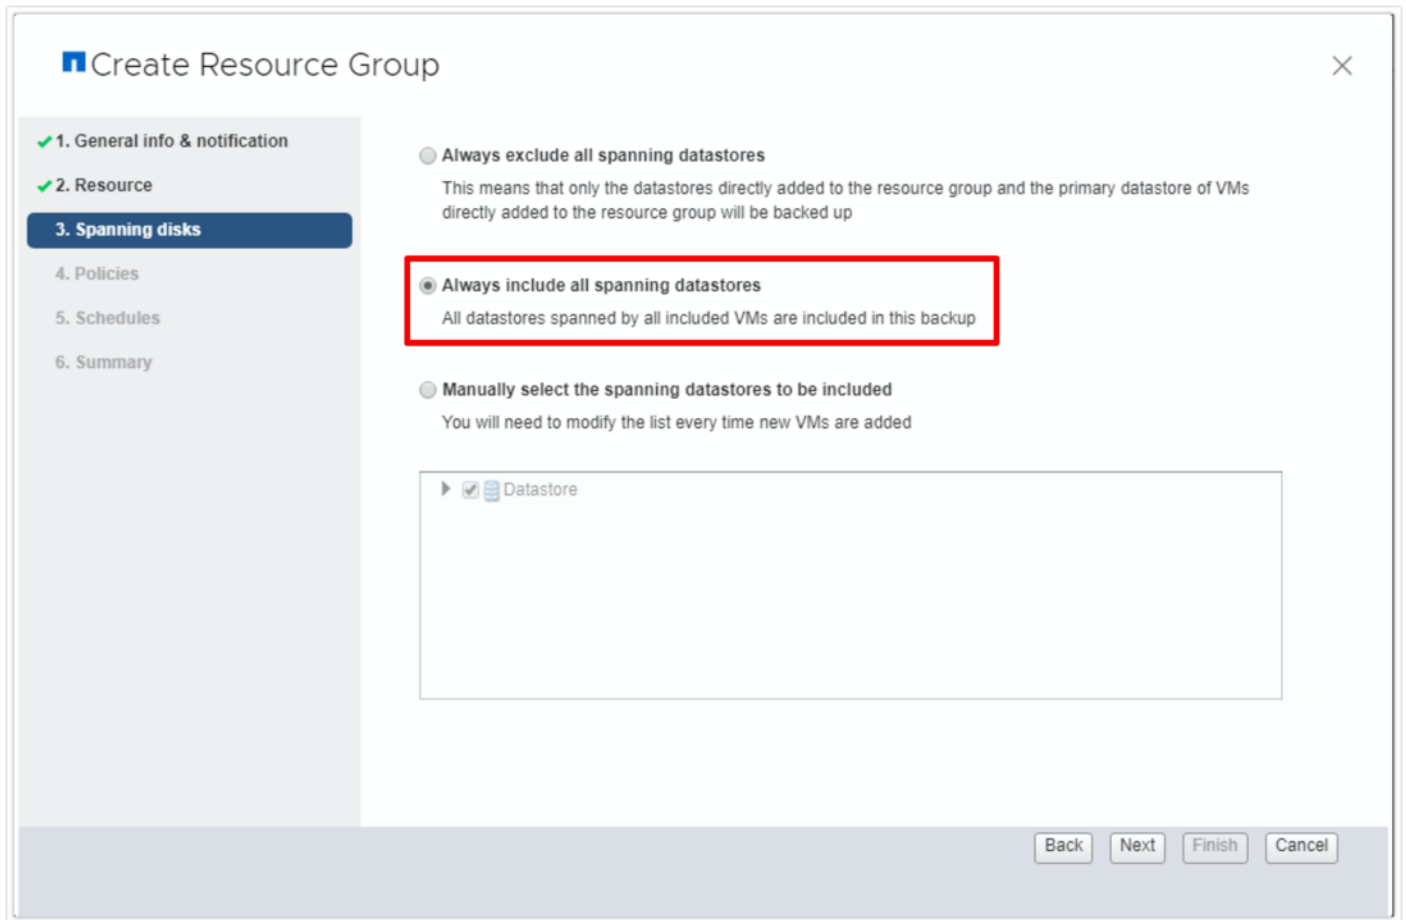 Create Resource Group
1. General info & notification
2. Resource
3. Spanning disks
4. Policies
5. Schedules
6. Summary
Always exclude all spanning datastores
This means that only the datastores directly added to the resource group and the primary datastore of VMs
directly added to the resource group will be backed up
Always include all spanning datastores
All datastores spanned by all included VMs are included in this backup
Manually select the spanning datastores to be included
You will need to modify the list every time new VMs are added
Datastore
Back Next Finish Cancel